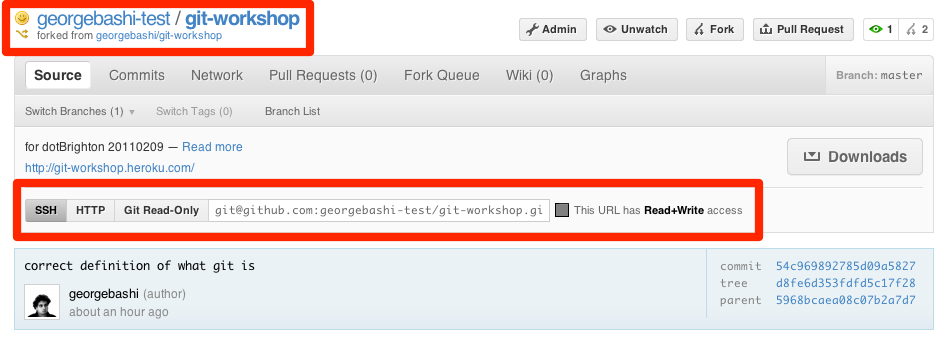 georgebashi-test / git-workshop
forked from georgebashi/git-workshop
Admin Unwatch Fork Pull Request 1 2
Source Commits Network Pull Requests (0) Fork Queue Wiki (0) Graphs Branch: master
Switch Branches (1) Switch Tags (0) Branch List
for dotBrighton 20110209 — Read more
http://git-workshop.heroku.com/
Downloads
SSH HTTP Git Read-Only git@github.com:georgebashi-test/git-workshop.gi This URL has Read+Write access
correct definition of what git is
georgebashi (author)
about an hour ago
commit 54c969892785d09a5827
tree d8fe6d353fdfd5c17f28
parent 5968bcaea08c07b2a7d7